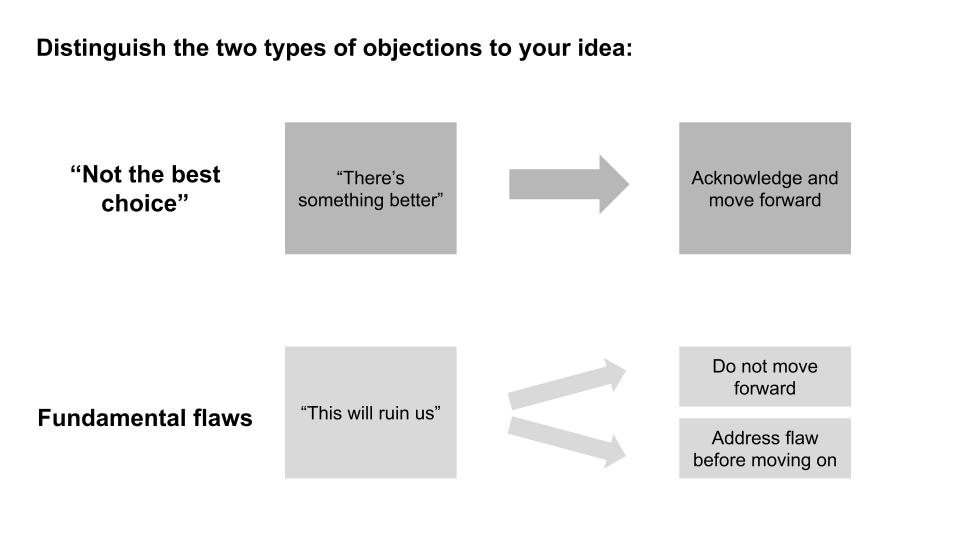 Distinguish the two types of objections to your idea:
“Not the best
choice”
“There’s
something better”
Acknowledge and
move forward
Fundamental flaws
“This will ruin us”
Do not move
forward
Address flaw
before moving on